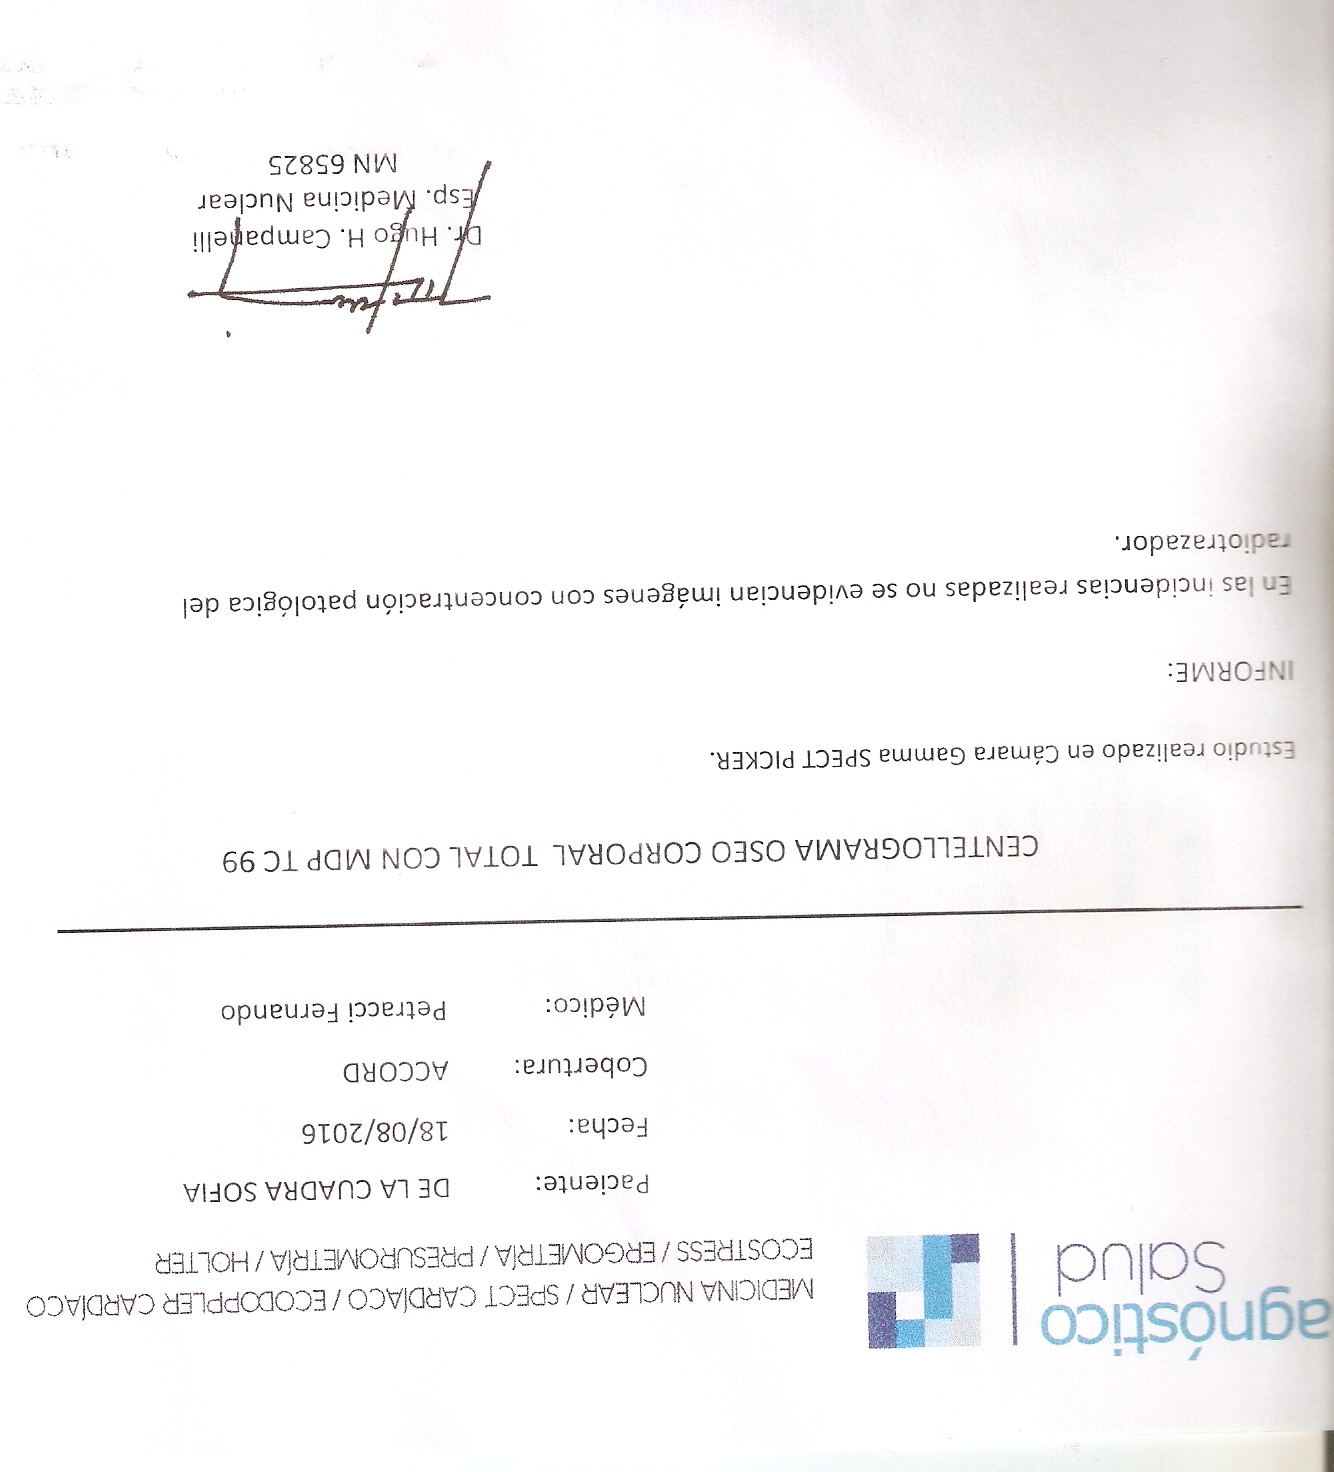 agnóstico
Salud
MEDICINA NUCLEAR / SPECT CARDÍACO / ECODOPPLER CARDÍACO
ECOSTRESS / ERGOMETRÍA / PRESUROMETRÍA / HOLTER
Paciente: DE LA CUADRA SOFIA
Fecha: 18/08/2016
Cobertura: ACCORD
Médico: Petracci Fernando
CENTELLOGRAMA OSEO CORPORAL TOTAL CON MDP TC 99
Estudio realizado en Cámara Gamma SPECT PICKER.
INFORME:
En las incidencias realizadas no se evidencian imágenes con concentración patológica del
radiotrazador.
Dr. Hugo H. Campanelli
Esp. Medicina Nuclear
MN 65825